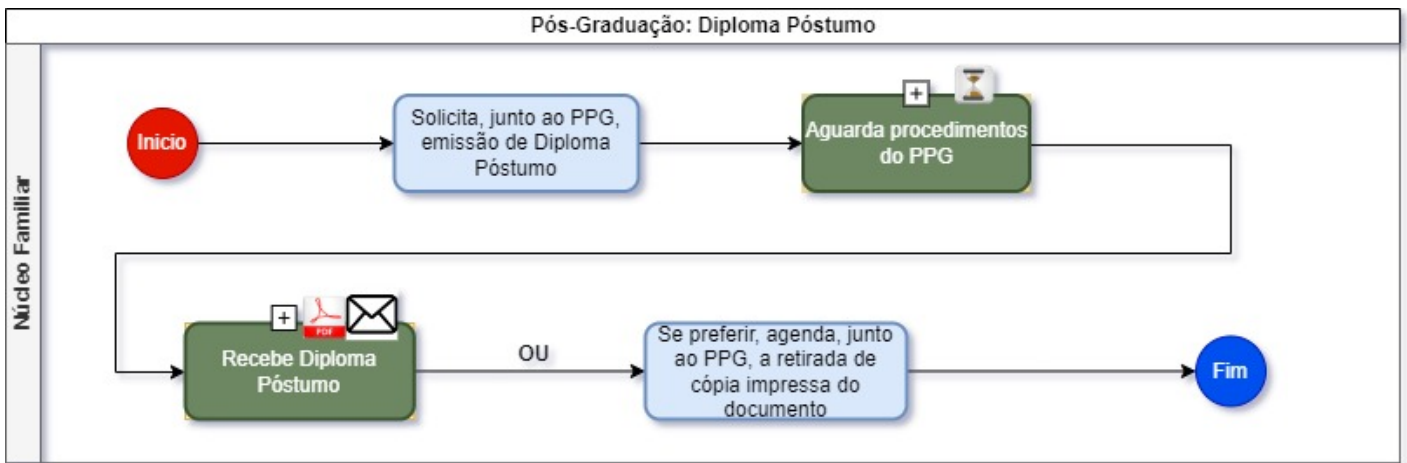 Pós-Graduação: Diploma Póstumo
Núcleo Familiar
Inicio
Solicita, junto ao PPG,
emissão de Diploma
Póstumo
+
Aguarda procedimentos
do PPG
+
PDF
Recebe Diploma
Póstumo
OU
Se preferir, agenda, junto
ao PPG, a retirada de
cópia impressa do
documento
Fim